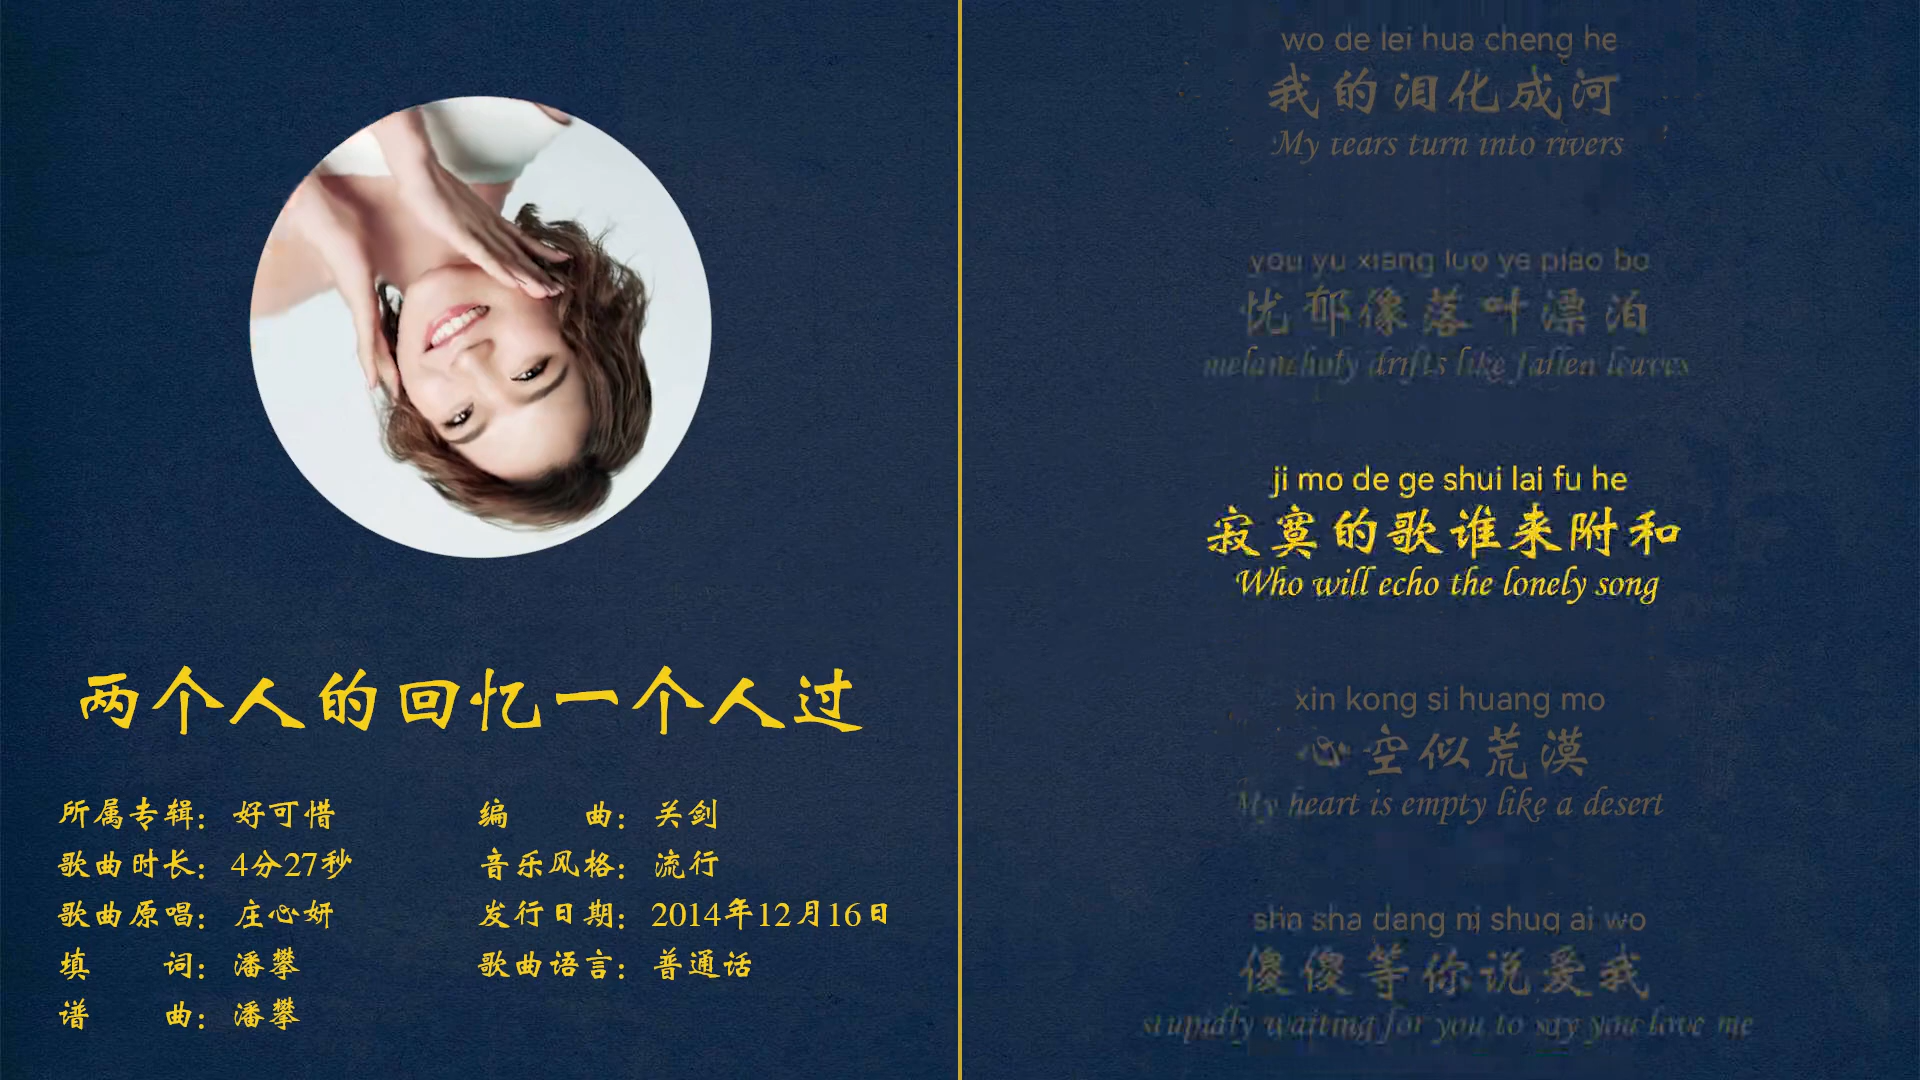 两个人的回忆一个人过
所属专辑：好可惜
歌曲时长：4分27秒
歌曲原唱：庄心妍
填 词：潘攀
谱 曲：潘攀
编 曲：关剑
音乐风格：流行
发行日期：2014年12月16日
歌曲语言：普通话
wo de lei hua cheng he
我的泪化成河
My tears turn into rivers
you yu xiang luo ye piao bo
忧郁像落叶漂泊
melancholy drifts like fallen leaves
ji mo de ge shui lai fu he
寂寞的歌谁来附和
Who will echo the lonely song
xin kong si huang mo
心空似荒漠
My heart is empty like a desert
sha sha dang ni shuo ai wo
傻傻等你说爱我
stupidly waiting for you to say you love me